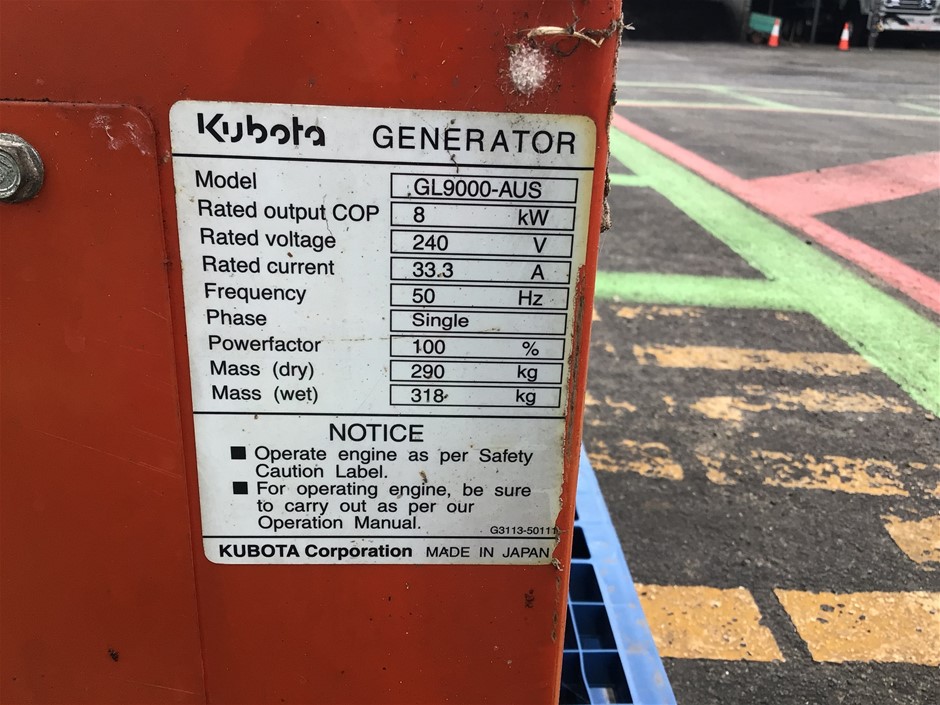 Kubota GENERATOR
Model GL9000-AUS
Rated output COP 8 kW
Rated voltage 240 V
Rated current 33.3 A
Frequency 50 Hz
Phase Single
Powerfactor 100 %
Mass (dry) 290 kg
Mass (wet) 318 kg
NOTICE
■ Operate engine as per Safety
Caution Label.
■ For operating engine, be sure
to carry out as per our
Operation Manual.
G3113-50111
KUBOTA Corporation MADE IN JAPAN